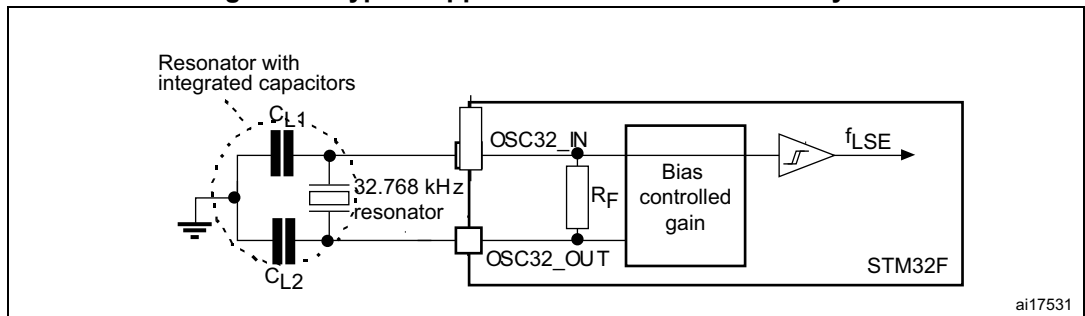 Resonator with
integrated capacitors
CL1
OSC32_IN
fLSE
Bias
controlled
gain
RF
32.768 kHz
resonator
OSC32_OUT
STM32F
CL2
ai17531